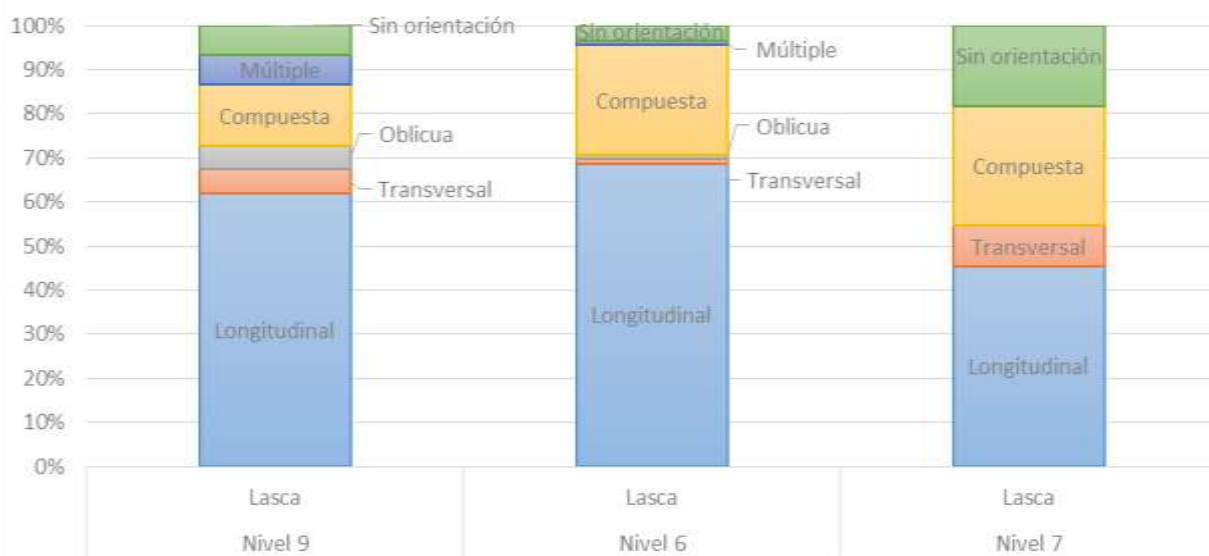 100%
90%
80%
70%
60%
50%
40%
30%
20%
10%
0%
Sin orientación
Múltiple
Compuesta
Oblicua
Transversal
Longitudinal
Sin orientación
Múltiple
Compuesta
Oblicua
Transversal
Longitudinal
Sin orientación
Compuesta
Transversal
Longitudinal
Lasca
Lasca
Lasca
Nivel 9
Nivel 6
Nivel 7